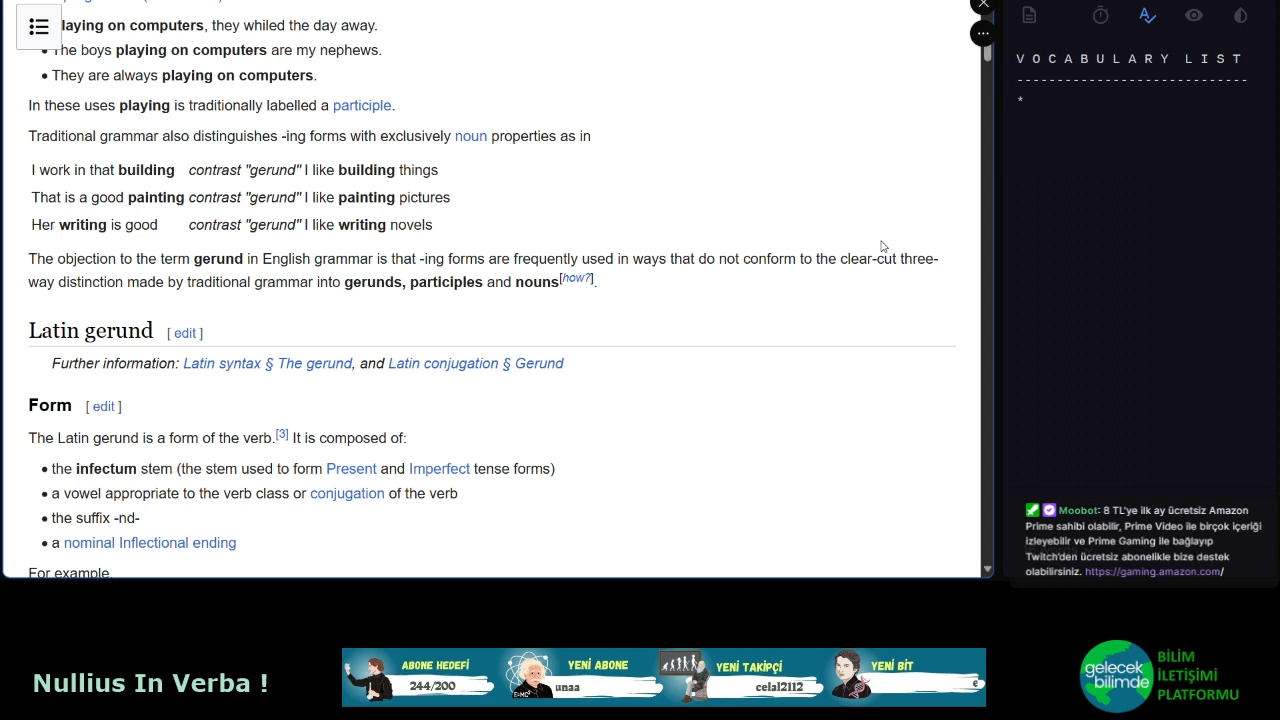 laying on computers, they whiled the day away.
• The boys playing on computers are my nephews.
• They are always playing on computers.
In these uses playing is traditionally labelled a participle.
Traditional grammar also distinguishes -ing forms with exclusively noun properties as in
I work in that building contrast "gerund" I like building things
That is a good painting contrast "gerund" I like painting pictures
Her writing is good contrast "gerund" I like writing novels
The objection to the term gerund in English grammar is that -ing forms are frequently used in ways that do not conform to the clear-cut three-
way distinction made by traditional grammar into gerunds, participles and nouns[how?].
Latin gerund [ edit ]
Further information: Latin syntax § The gerund, and Latin conjugation § Gerund
Form [ edit ]
The Latin gerund is a form of the verb.[3] It is composed of:
• the infectum stem (the stem used to form Present and Imperfect tense forms)
• a vowel appropriate to the verb class or conjugation of the verb
• the suffix -nd-
• a nominal Inflectional ending
For example,
VOCABULARY LIST
-----------------------------
*
Moobot: 8 TL'ye ilk ay ücretsiz Amazon
Prime sahibi olabilir, Prime Video ile birçok içeriği
izleyebilir ve Prime Gaming ile bağlayıp
Twitch'den ücretsiz abonelikle bize destek
olabilirsiniz. https://gaming.amazon.com/
Nullius In Verba !
ABONE HEDEFİ
244/200
E=MC²
YENİ ABONE
unaa
YENİ TAKİPÇİ
celal2112
YENİ BİT
e
gelecek
bilimde
BİLİM
İLETİŞİMİ
PLATFORMU